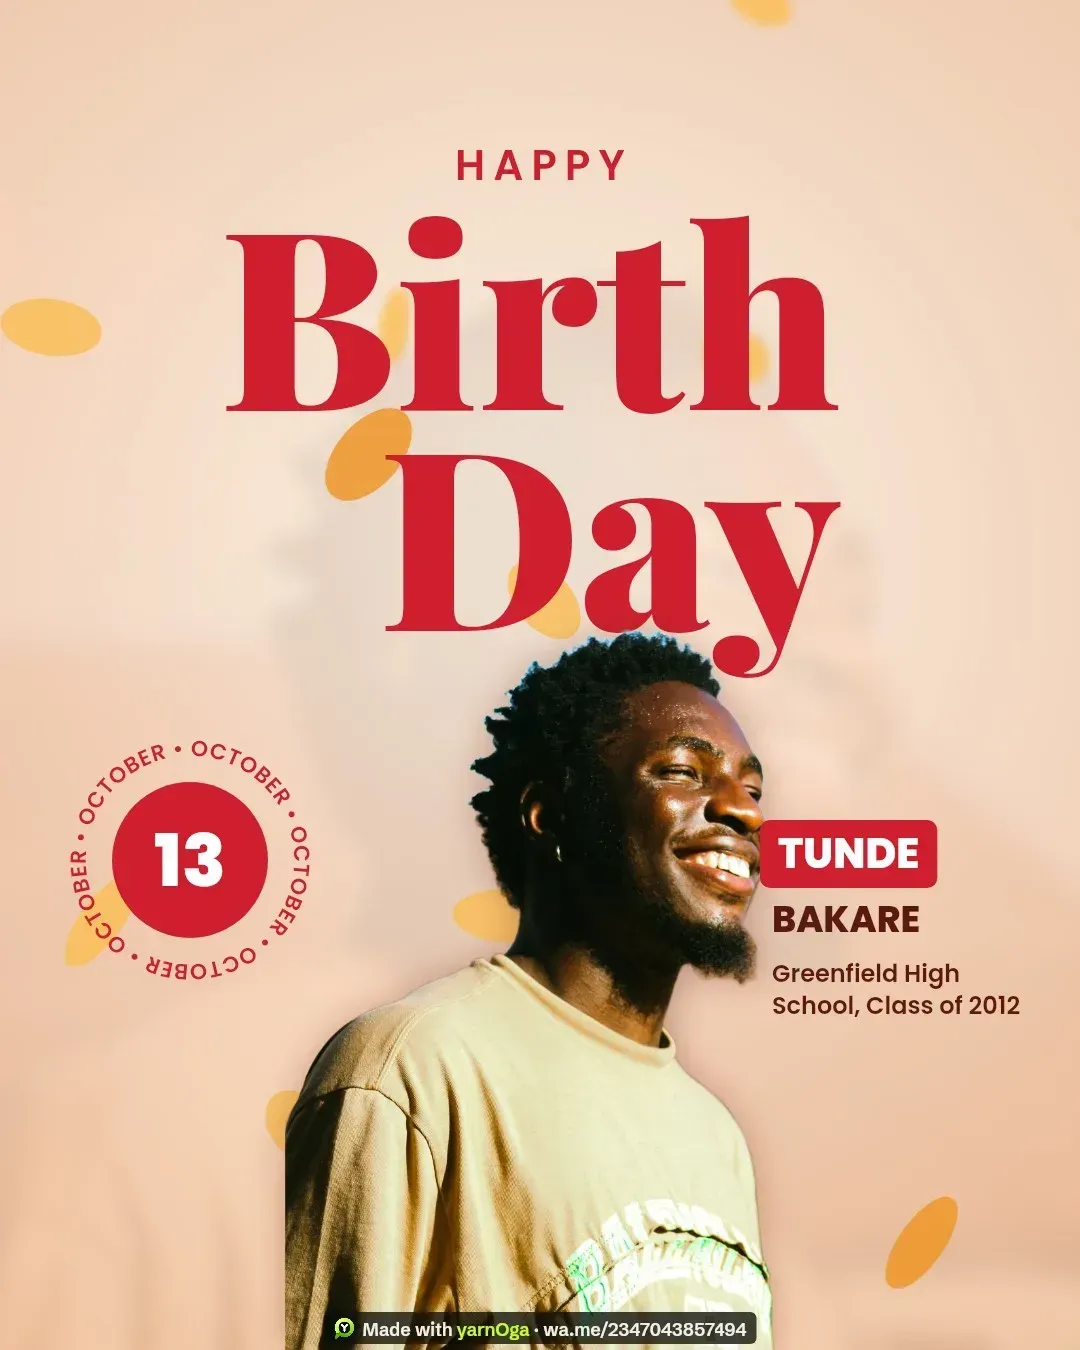 HAPPY
Birth
Day
OCTOBER • OCTOBER • OCTOBER • OCTOBER • OCTOBER • OCTOBER •
13
TUNDE
BAKARE
Greenfield High
School, Class of 2012
Made with yarnOga · wa.me/2347043857494